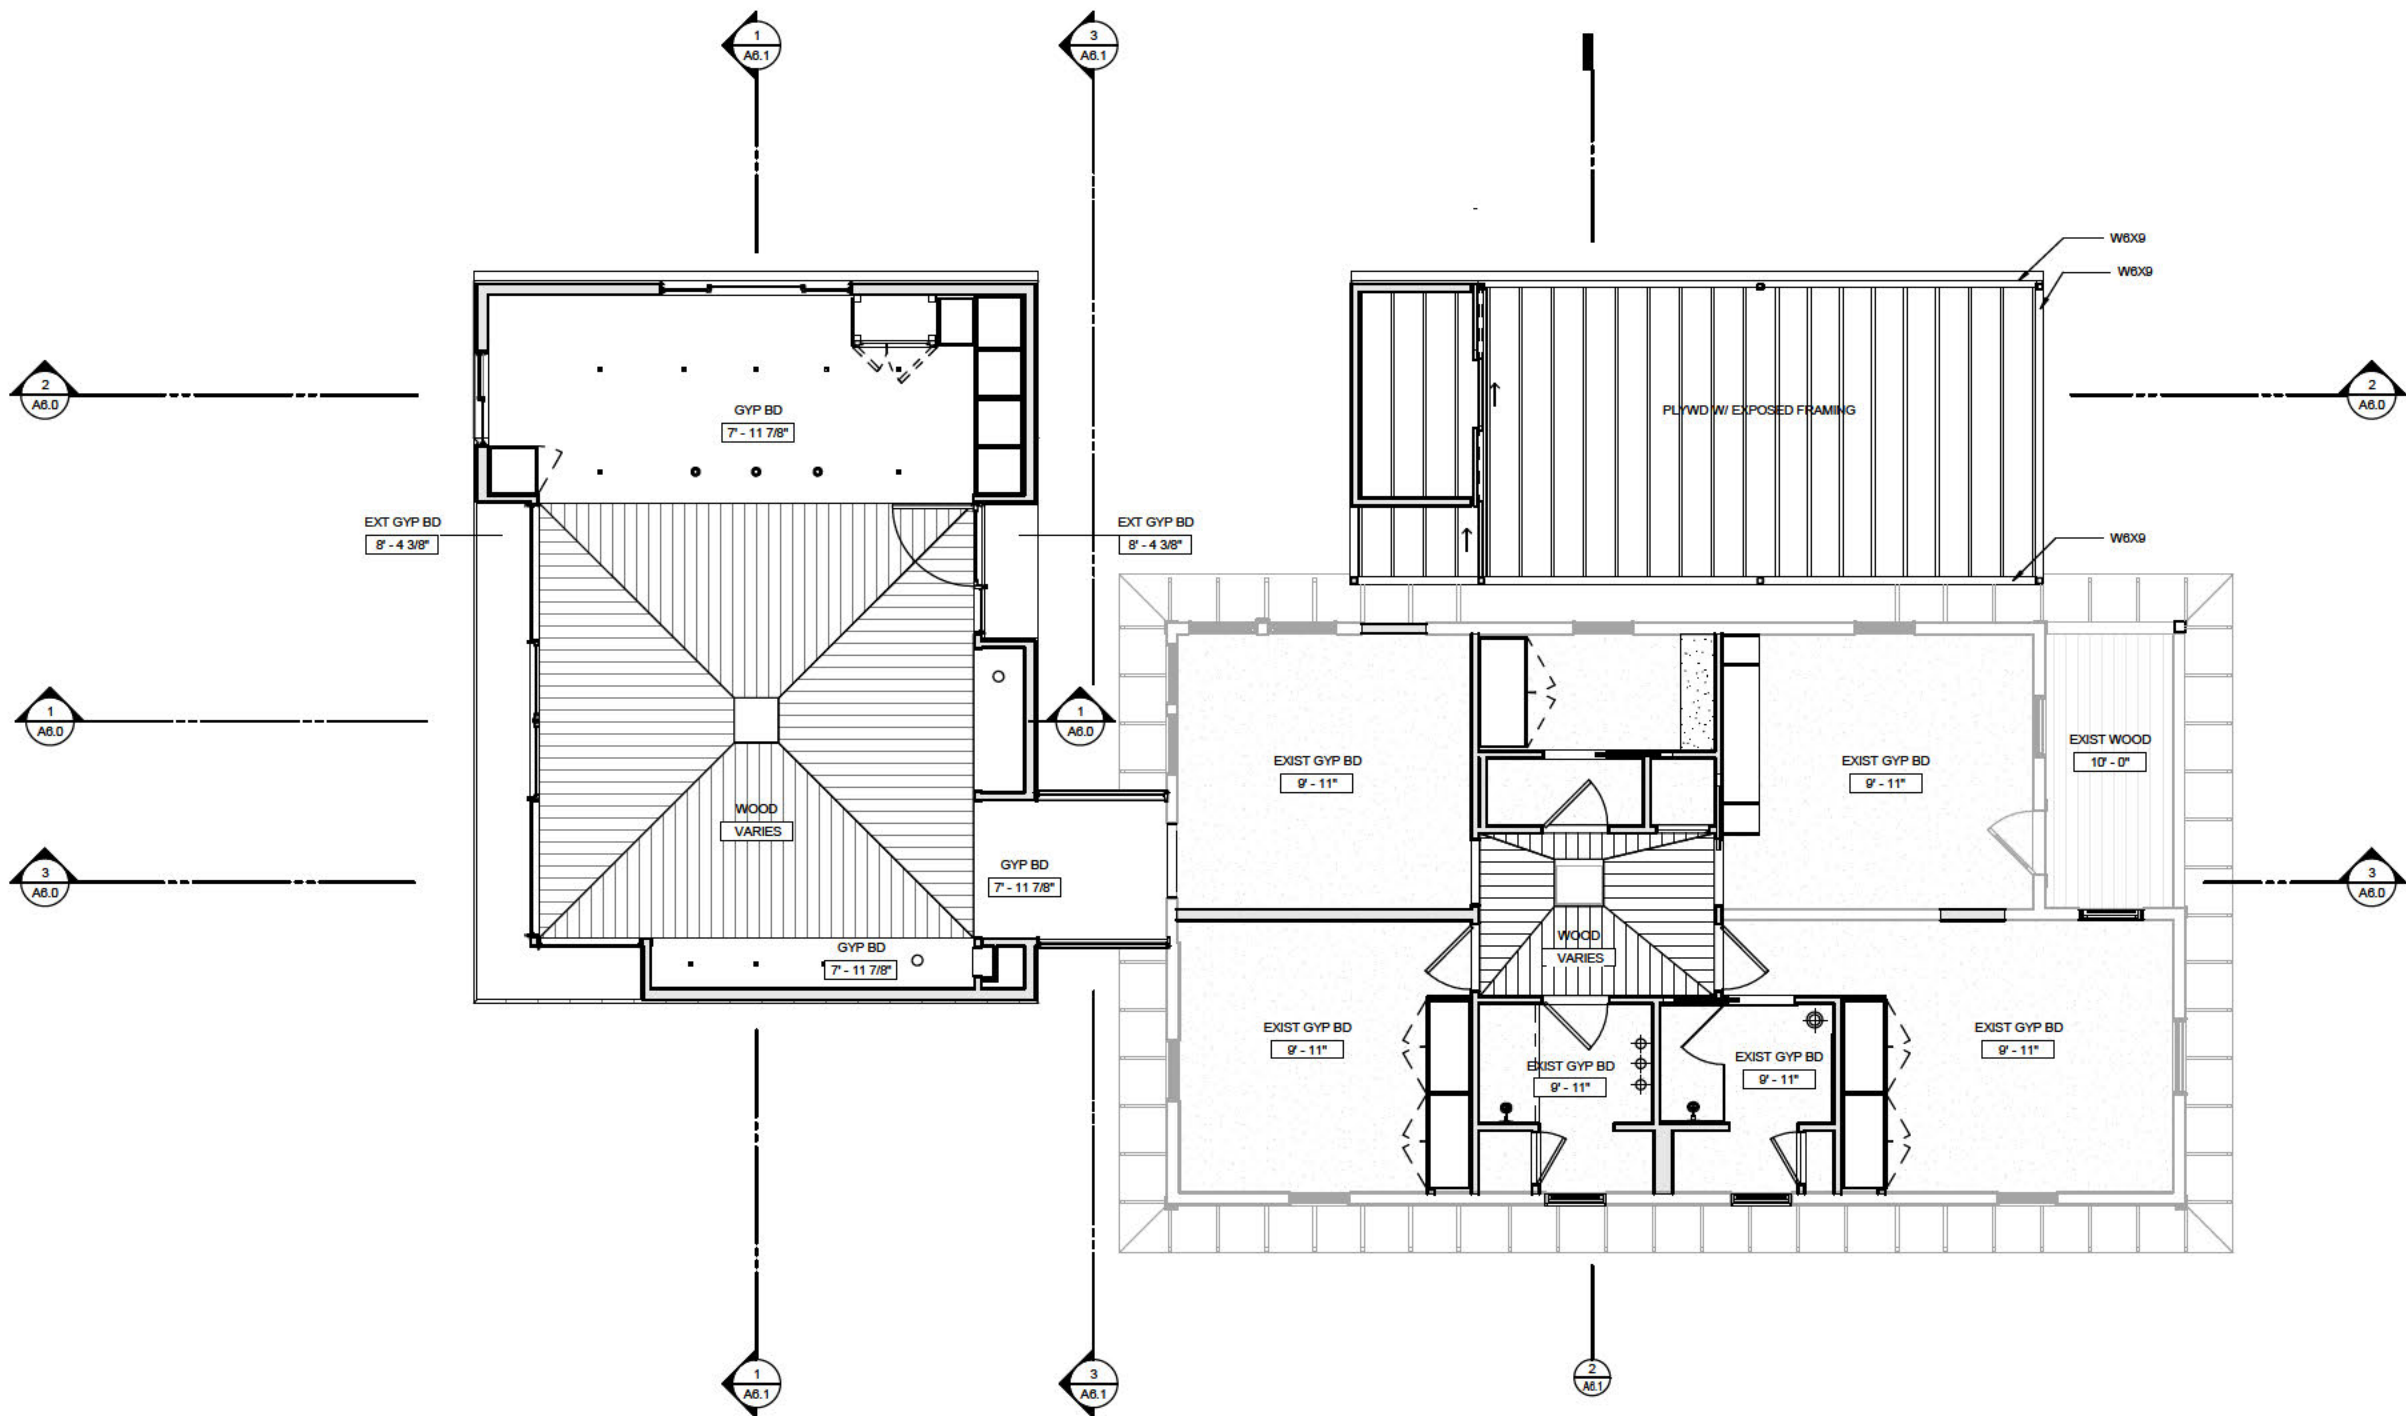 1
A6.1
3
A6.1
W6X9
W6X9
2
A6.0
2
A6.0
GYP BD
7' - 11 7/8"
PLYWD W/ EXPOSED FRAMING
EXT GYP BD
8' - 4 3/8"
EXT GYP BD
8' - 4 3/8"
W6X9
1
A6.0
1
A6.0
EXIST GYP BD
9' - 11"
EXIST GYP BD
9' - 11"
EXIST WOOD
10' - 0"
WOOD
VARIES
3
A6.0
GYP BD
7' - 11 7/8"
3
A6.0
GYP BD
7' - 11 7/8"
WOOD
VARIES
EXIST GYP BD
9' - 11"
EXIST GYP BD
9' - 11"
EXIST GYP BD
9' - 11"
EXIST GYP BD
9' - 11"
1
A6.1
3
A6.1
2
A6.1